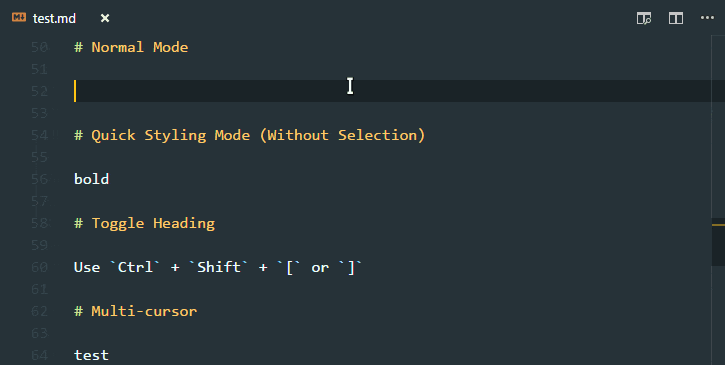 test.md
50 # Normal Mode
51
52
53
54 # Quick Styling Mode (Without Selection)
55
56 bold
57
58 # Toggle Heading
59
60 Use `Ctrl` + `Shift` + `[` or `]`
61
62 # Multi-cursor
63
64 test